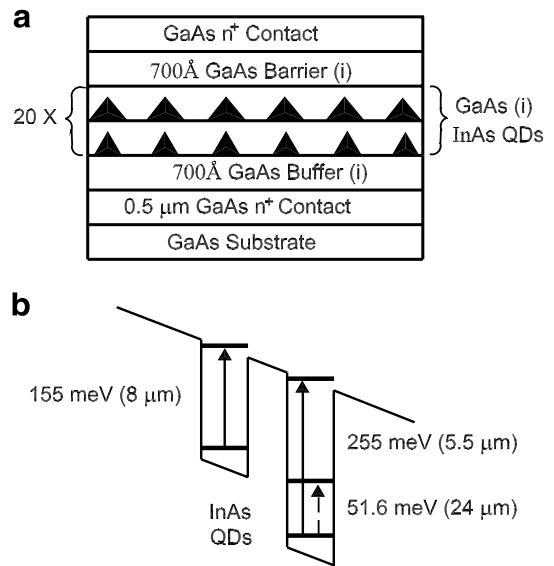 a
GaAs n⁺ Contact
700Å GaAs Barrier (i)
20 X
GaAs (i)
InAs QDs
700Å GaAs Buffer (i)
0.5 μm GaAs n⁺ Contact
GaAs Substrate
b
155 meV (8 μm)
255 meV (5.5 μm)
51.6 meV (24 μm)
InAs
QDs